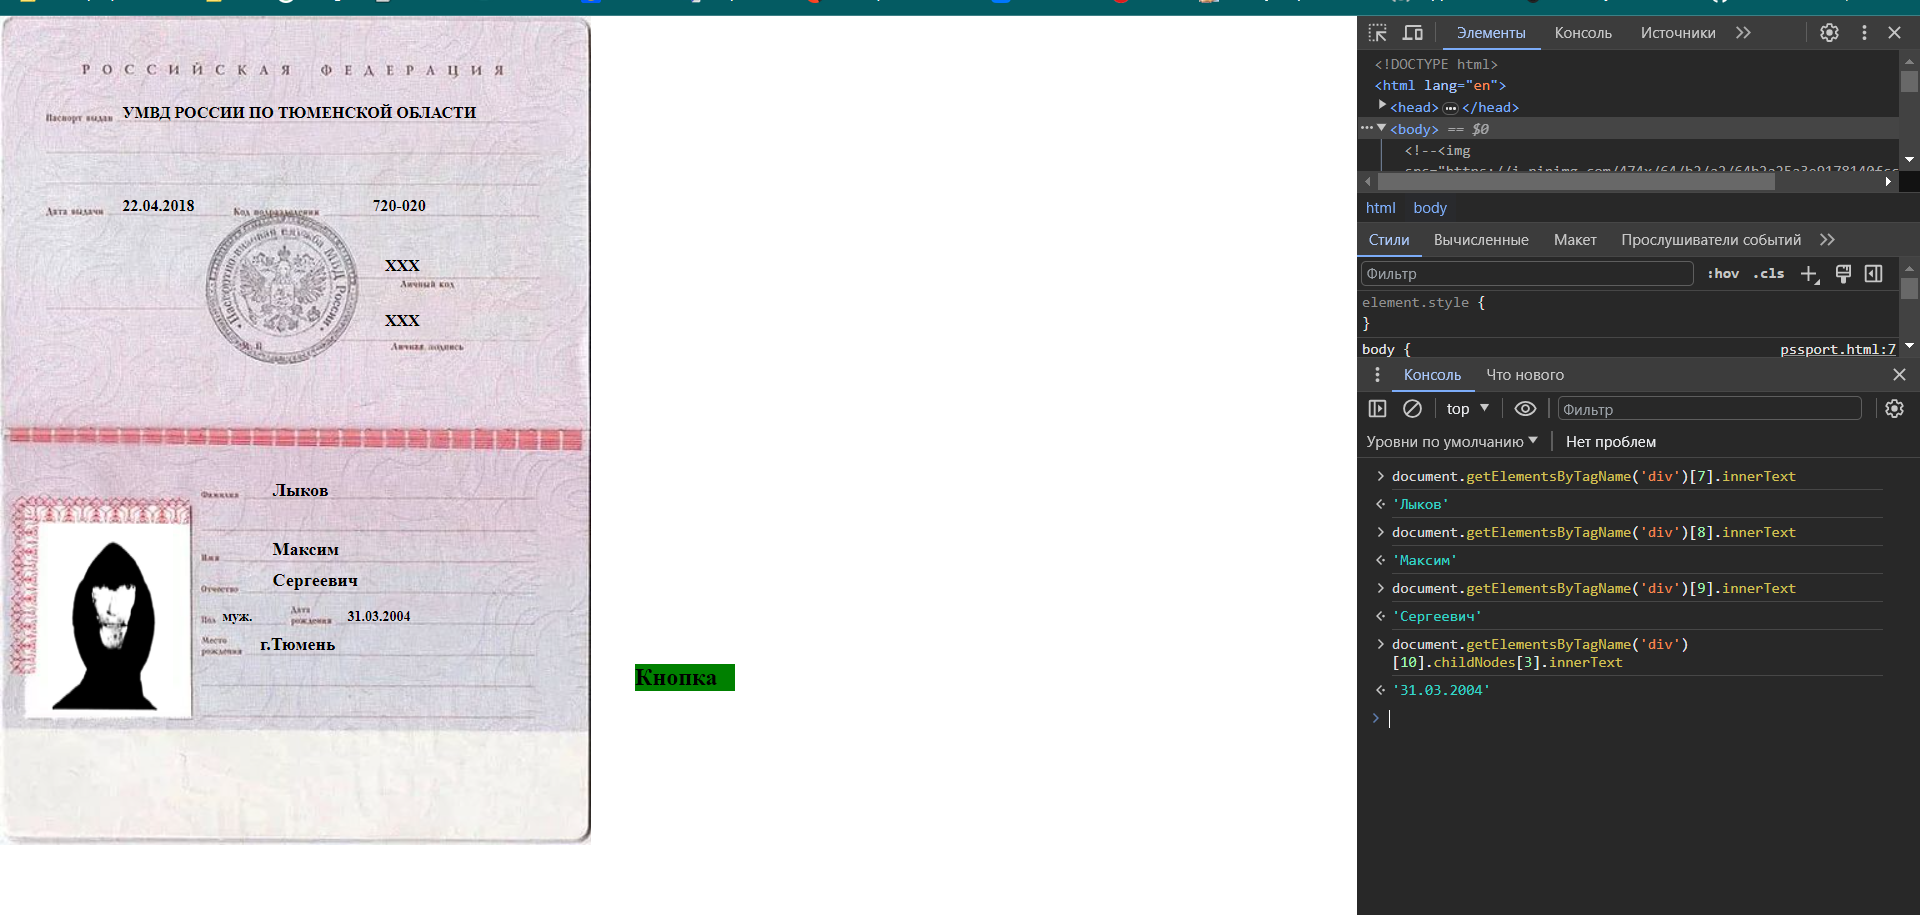 РОССИЙСКАЯ ФЕДЕРАЦИЯ
Паспорт выдан УМВД РОССИИ ПО ТЮМЕНСКОЙ ОБЛАСТИ
Дата выдачи 22.04.2018 Код подразделения 720-020
XXX
Личный код
XXX
Личная подпись
М. П.
Фамилия Лыков
Имя Максим
Отчество Сергеевич
Пол муж. Дата рождения 31.03.2004
Место рождения г.Тюмень
Кнопка
Элементы Консоль Источники
<!DOCTYPE html>
<html lang="en">
<head> ••• </head>
<body> == $0
<!--<img
html body
Стили Вычисленные Макет Прослушиватели событий
Фильтр :hov .cls
element.style {
}
body { pssport.html:7
Консоль Что нового
top Фильтр
Уровни по умолчанию Нет проблем
document.getElementsByTagName('div')[7].innerText
'Лыков'
document.getElementsByTagName('div')[8].innerText
'Максим'
document.getElementsByTagName('div')[9].innerText
'Сергеевич'
document.getElementsByTagName('div')
[10].childNodes[3].innerText
'31.03.2004'